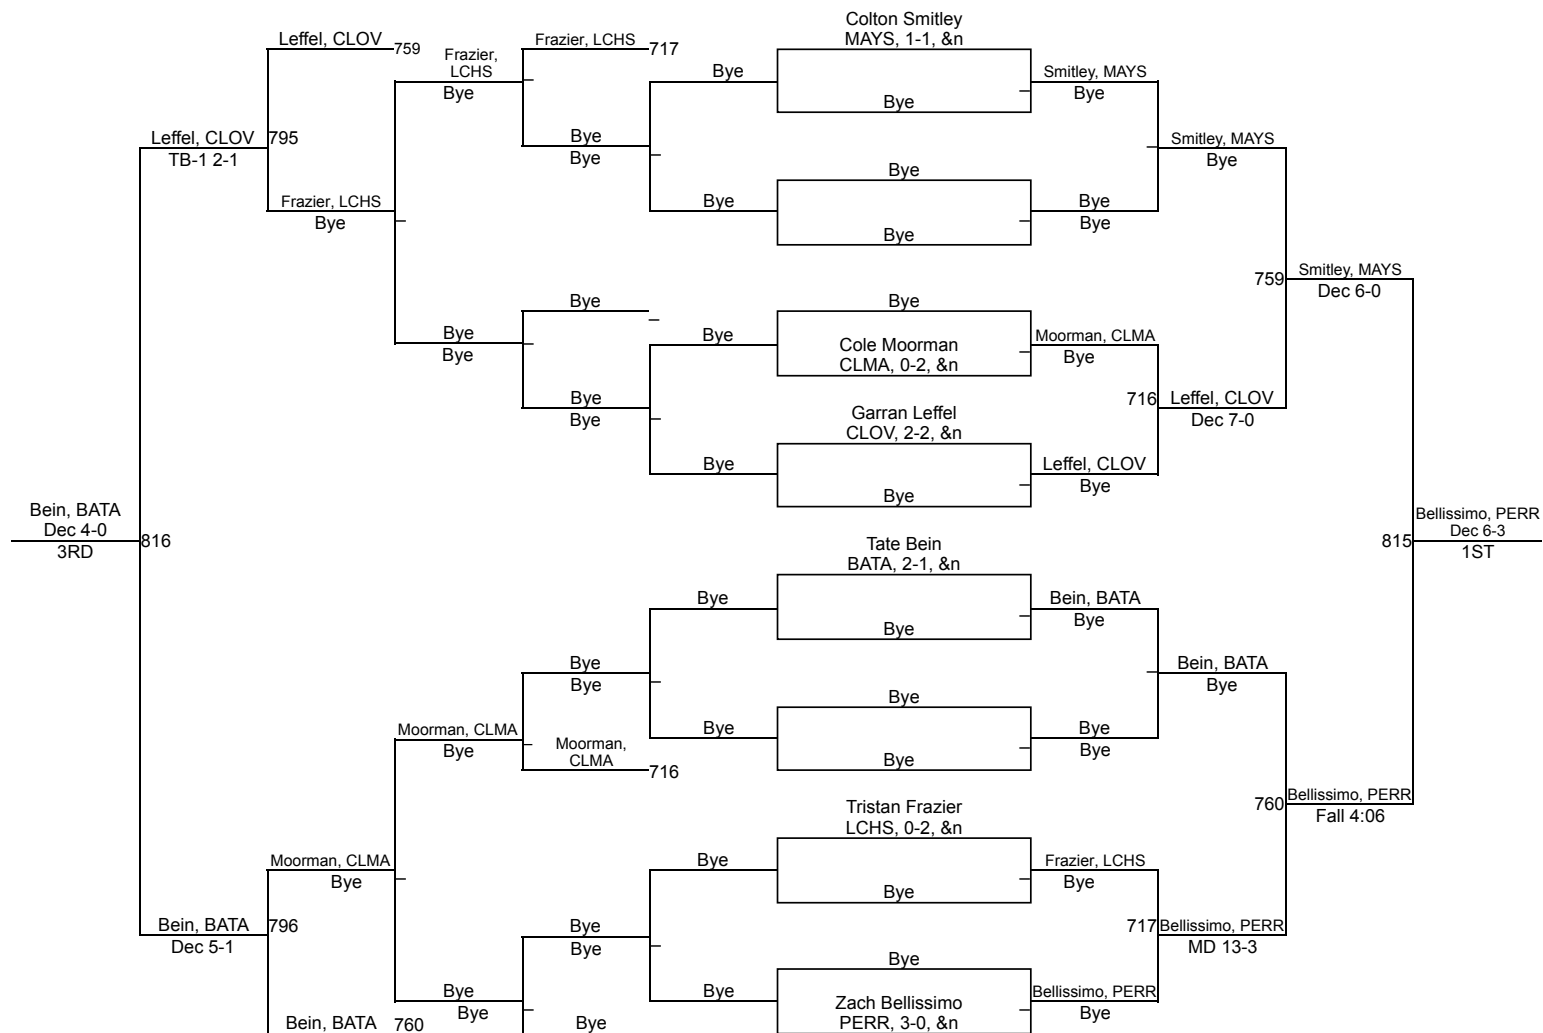 Colton Smitley
MAYS, 1-1, &n
Leffel, CLOV
759
Frazier,
LCHS
Bye
Frazier, LCHS
717
Bye
Bye
Smitley, MAYS
Bye
Leffel, CLOV
795
TB-1 2-1
Bye
Bye
Smitley, MAYS
Bye
Bye
Frazier, LCHS
Bye
Bye
Bye
Bye
Bye
759
Smitley, MAYS
Dec 6-0
Bye
Bye
Bye
Bye
Bye
Cole Moorman
CLMA, 0-2, &n
Moorman, CLMA
Bye
Bye
Bye
716
Leffel, CLOV
Dec 7-0
Garran Leffel
CLOV, 2-2, &n
Bye
Bye
Leffel, CLOV
Bye
Bein, BATA
Dec 4-0
3RD
816
Bellissimo, PERR
Dec 6-3
1ST
815
Tate Bein
BATA, 2-1, &n
Bye
Bye
Bein, BATA
Bye
Bye
Bye
Bein, BATA
Bye
Moorman, CLMA
Bye
Moorman,
CLMA
716
Bye
Bye
Bye
Bye
Bye
760
Bellissimo, PERR
Fall 4:06
Tristan Frazier
LCHS, 0-2, &n
Moorman, CLMA
Bye
Bye
Bye
Frazier, LCHS
Bye
Bein, BATA
796
Dec 5-1
Bye
Bye
717
Bellissimo, PERR
MD 13-3
Bye
Bye
Bye
Bye
Zach Bellissimo
PERR, 3-0, &n
Bellissimo, PERR
Bye
Bein, BATA
760
Bye